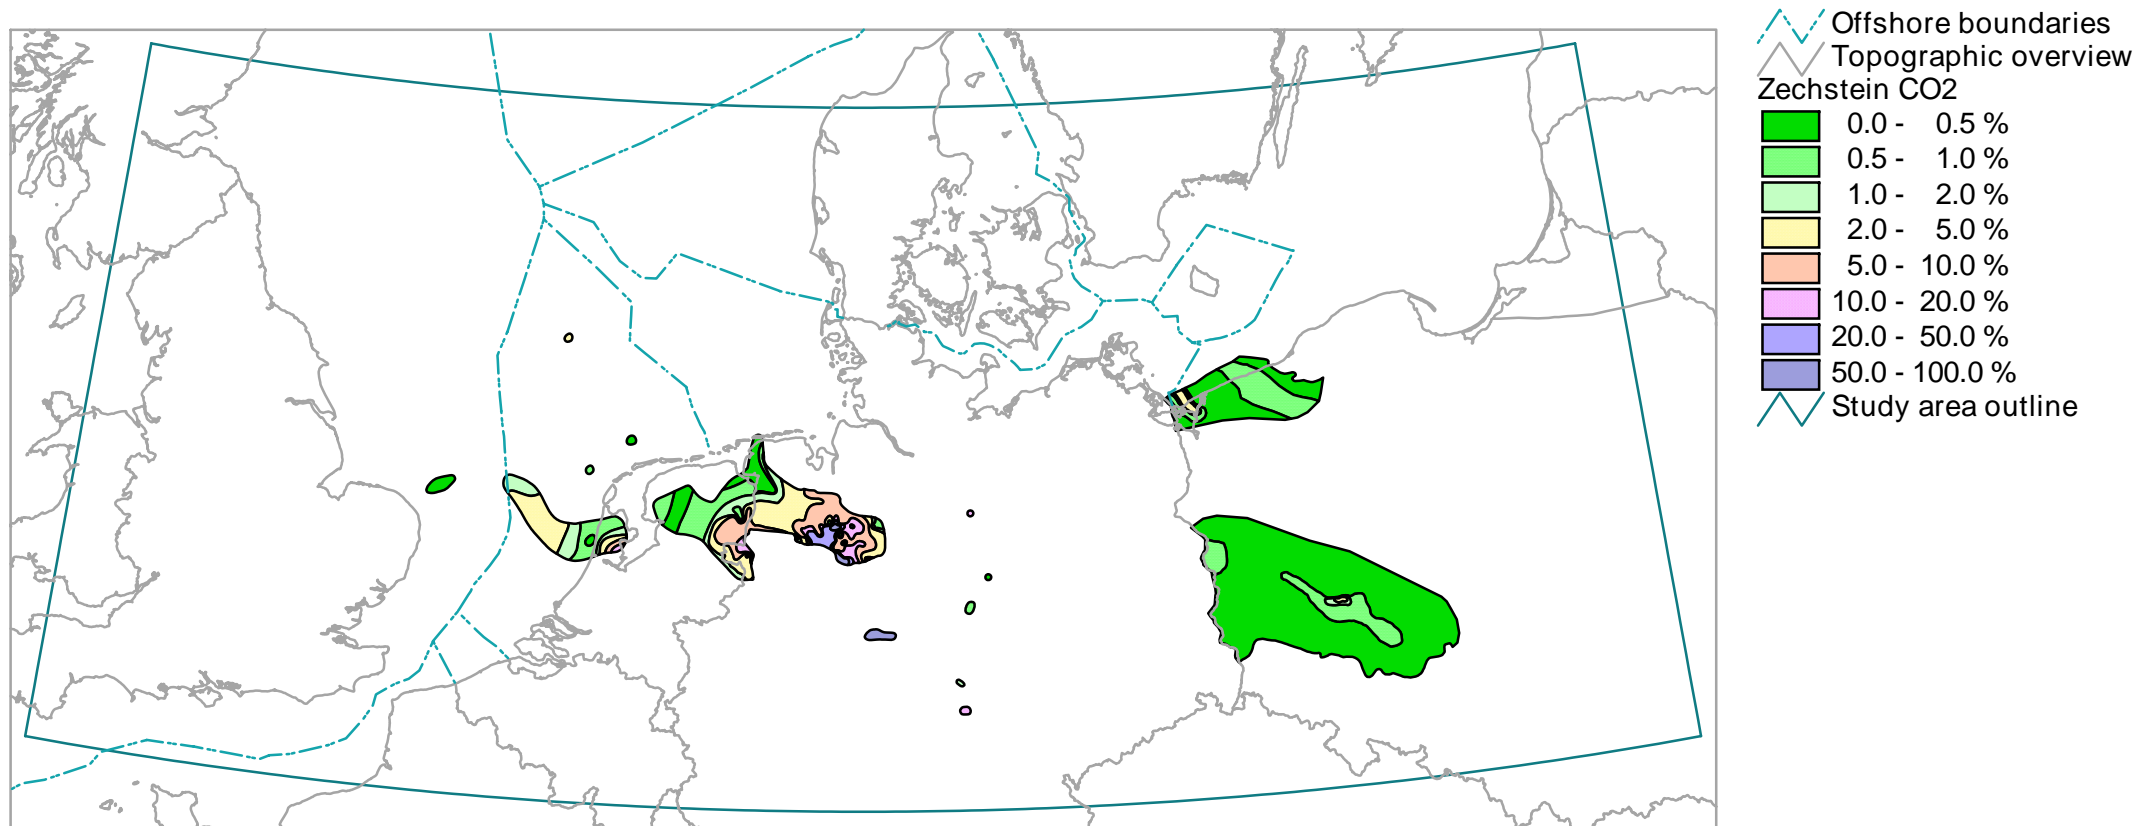 Offshore boundaries
Topographic overview
Zechstein CO2
0.0 - 0.5 %
0.5 - 1.0 %
1.0 - 2.0 %
2.0 - 5.0 %
5.0 - 10.0 %
10.0 - 20.0 %
20.0 - 50.0 %
50.0 - 100.0 %
Study area outline